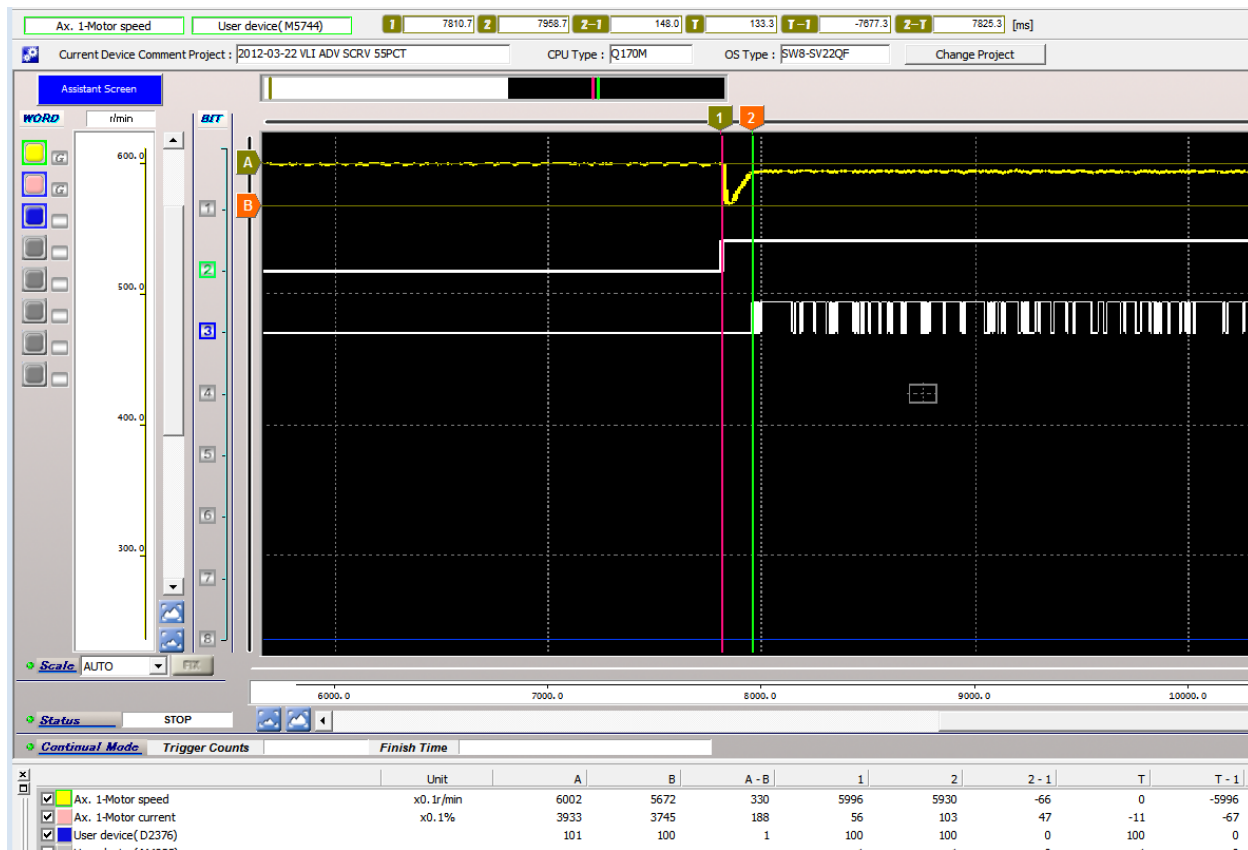 Ax. 1-Motor speed User device( M5744) 1 7810.7 2 7958.7 2-1 148.0 T 133.3 T-1 -7677.3 2-T 7825.3 [ms]
Current Device Comment Project : 2012-03-22 VLI ADV SCRV 55PCT CPU Type : Q170M OS Type : SW8-SV22QF Change Project
Assistant Screen
WORD r/min BIT
1 2
600.0 A
G
G B
1
2
500.0
3
4
400.0
5
6
300.0
7
8
Scale AUTO FIX
6000.0 7000.0 8000.0 9000.0 10000.0
Status STOP
Continual Mode Trigger Counts Finish Time
Unit A B A - B 1 2 2 - 1 T T - 1
Ax. 1-Motor speed x0.1r/min 6002 5672 330 5996 5930 -66 0 -5996
Ax. 1-Motor current x0.1% 3933 3745 188 56 103 47 -11 -67
User device( D2376) 101 100 1 100 100 0 100 0